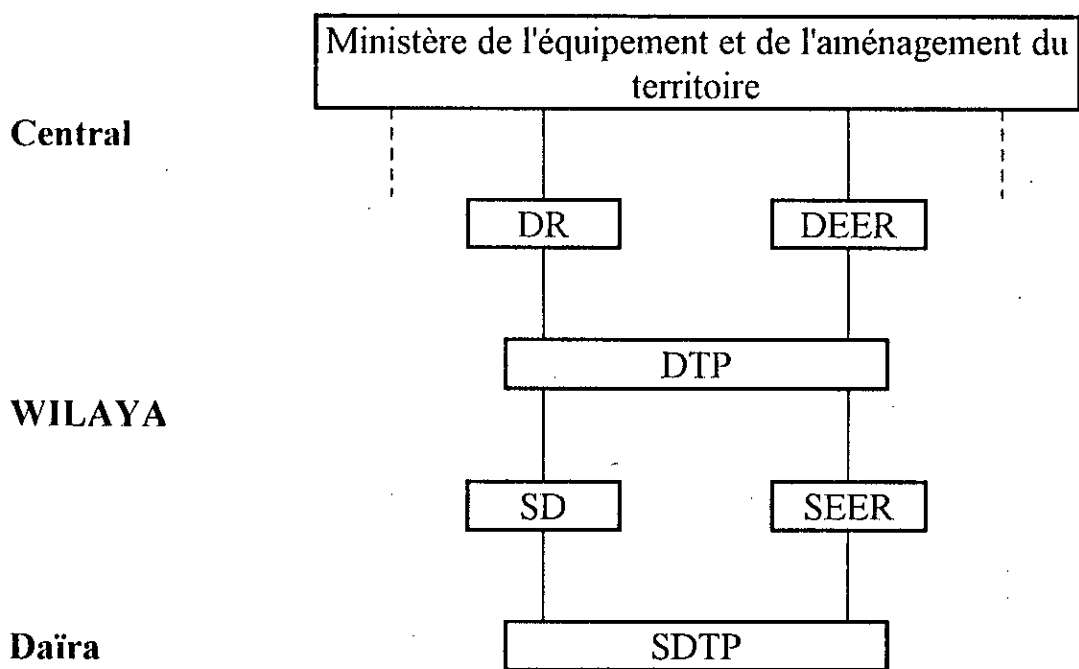 Ministère de l'équipement et de l'aménagement du
territoire
Central
DR
DEER
DTP
WILAYA
SD
SEER
Daïra
SDTP